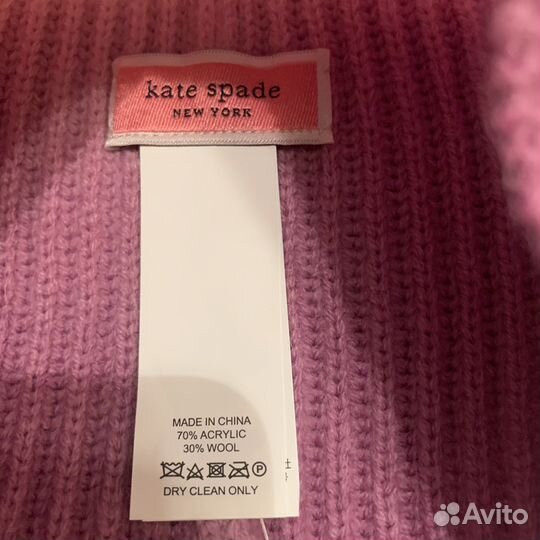 kate spade
NEW YORK
MADE IN CHINA
70% ACRYLIC
30% WOOL
P
DRY CLEAN ONLY
Avito